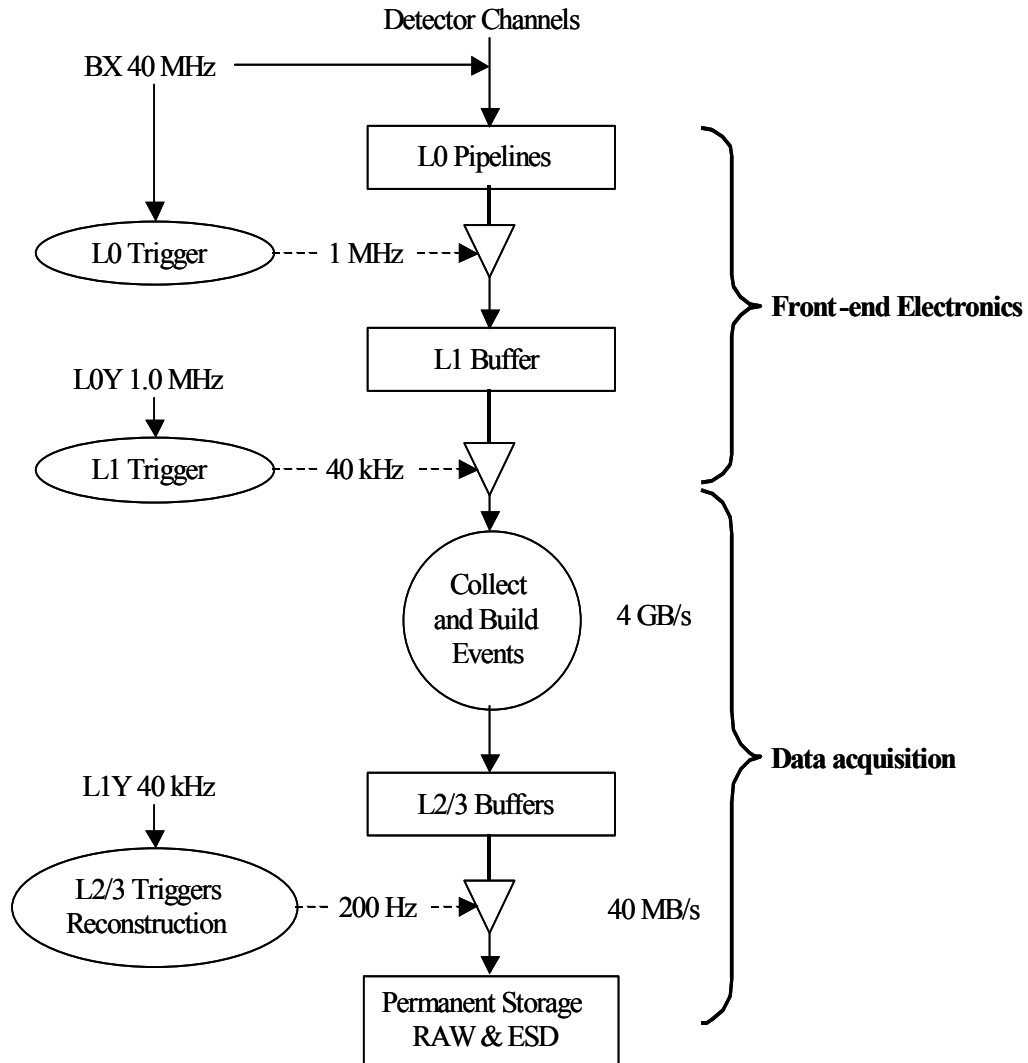 Detector Channels
BX 40 MHz
L0 Pipelines
L0 Trigger
1 MHz
Front-end Electronics
L1 Buffer
L0Y 1.0 MHz
L1 Trigger
40 kHz
Collect
and Build
Events
4 GB/s
Data acquisition
L1Y 40 kHz
L2/3 Buffers
L2/3 Triggers
Reconstruction
200 Hz
40 MB/s
Permanent Storage
RAW & ESD